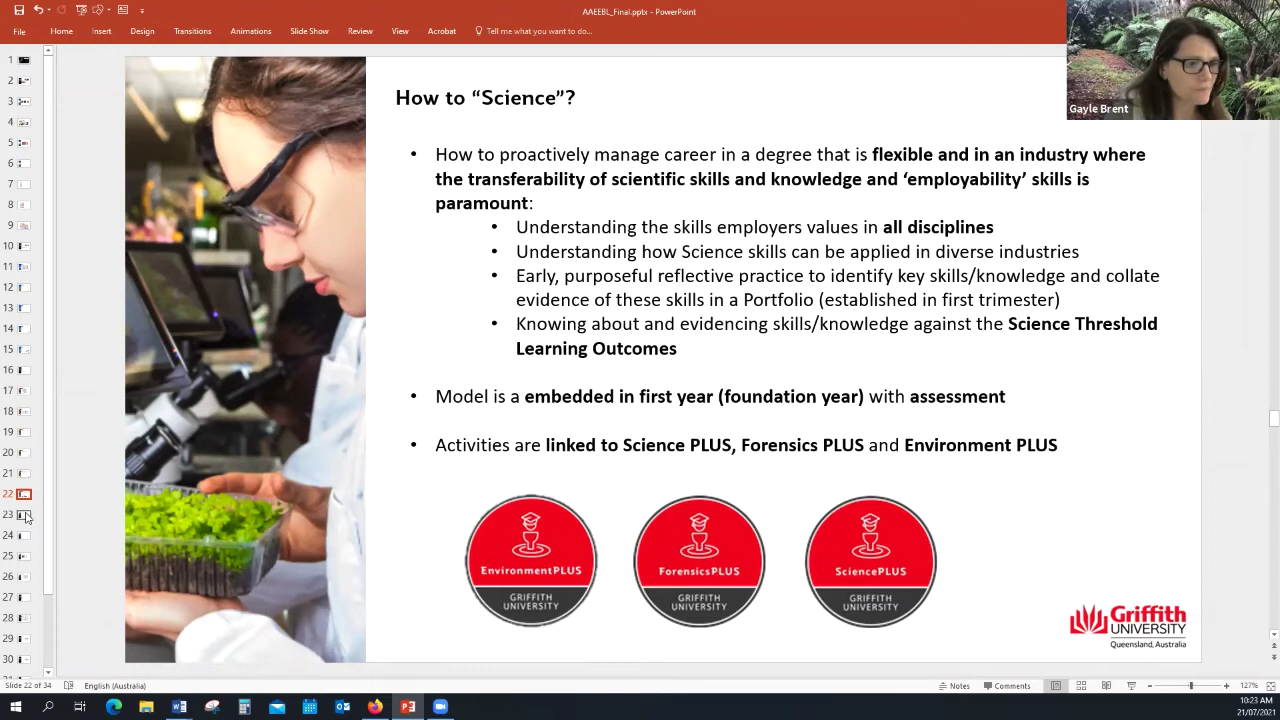 AAEEBL_Final.pptx - PowerPoint
File Home Insert Design Transitions Animations Slide Show Review View Acrobat Tell me what you want to do...
Gayle Brent
How to “Science”?
• How to proactively manage career in a degree that is flexible and in an industry where
the transferability of scientific skills and knowledge and ‘employability’ skills is
paramount:
• Understanding the skills employers values in all disciplines
• Understanding how Science skills can be applied in diverse industries
• Early, purposeful reflective practice to identify key skills/knowledge and collate
evidence of these skills in a Portfolio (established in first trimester)
• Knowing about and evidencing skills/knowledge against the Science Threshold
Learning Outcomes
• Model is a embedded in first year (foundation year) with assessment
• Activities are linked to Science PLUS, Forensics PLUS and Environment PLUS
EnvironmentPLUS
GRIFFITH
UNIVERSITY
ForensicsPLUS
GRIFFITH
UNIVERSITY
SciencePLUS
GRIFFITH
UNIVERSITY
Griffith
UNIVERSITY
Queensland, Australia
8
16
22
27
30
Slide 22 of 34 English (Australia) Notes Comments 127%
10:23 AM
21/07/2021